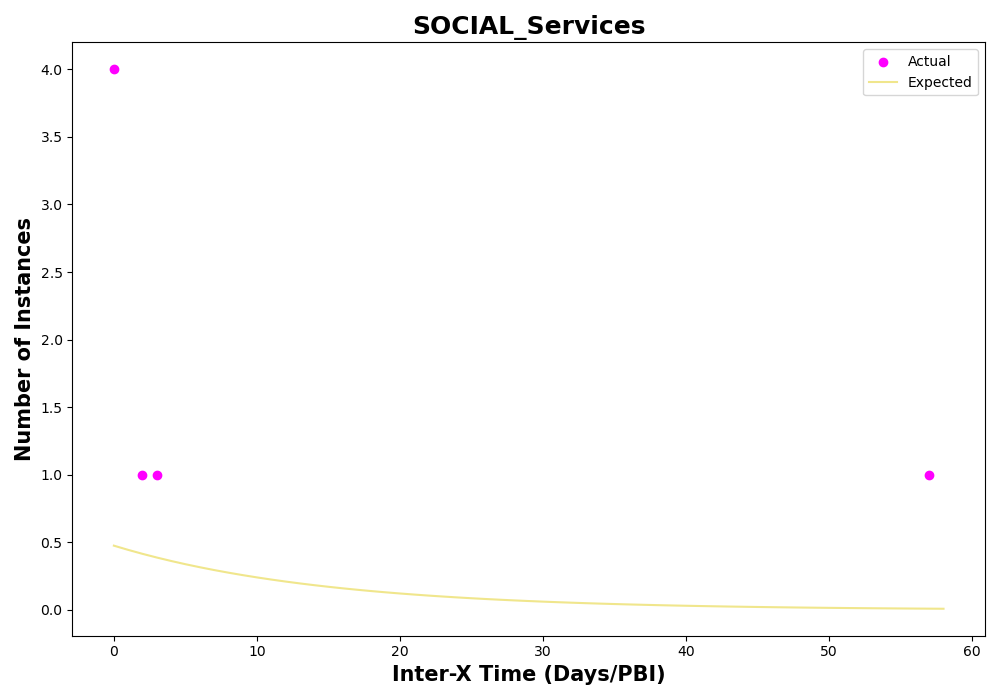 SOCIAL_Services
Actual
Expected
Number of Instances
4.0
3.5
3.0
2.5
2.0
1.5
1.0
0.5
0.0
0 10 20 30 40 50 60
Inter-X Time (Days/PBI)